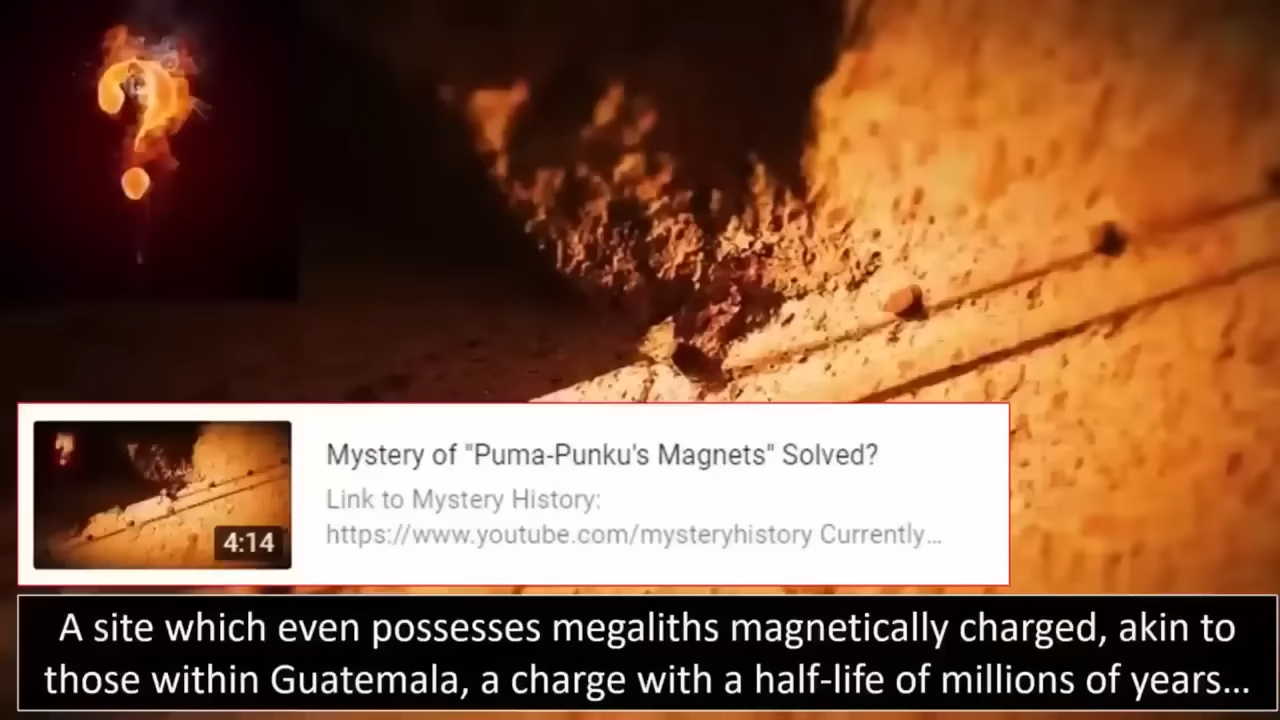 Mystery of "Puma-Punku's Magnets" Solved?
Link to Mystery History:
https://www.youtube.com/mysteryhistory Currently...
4:14
A site which even possesses megaliths magnetically charged, akin to
those within Guatemala, a charge with a half-life of millions of years...